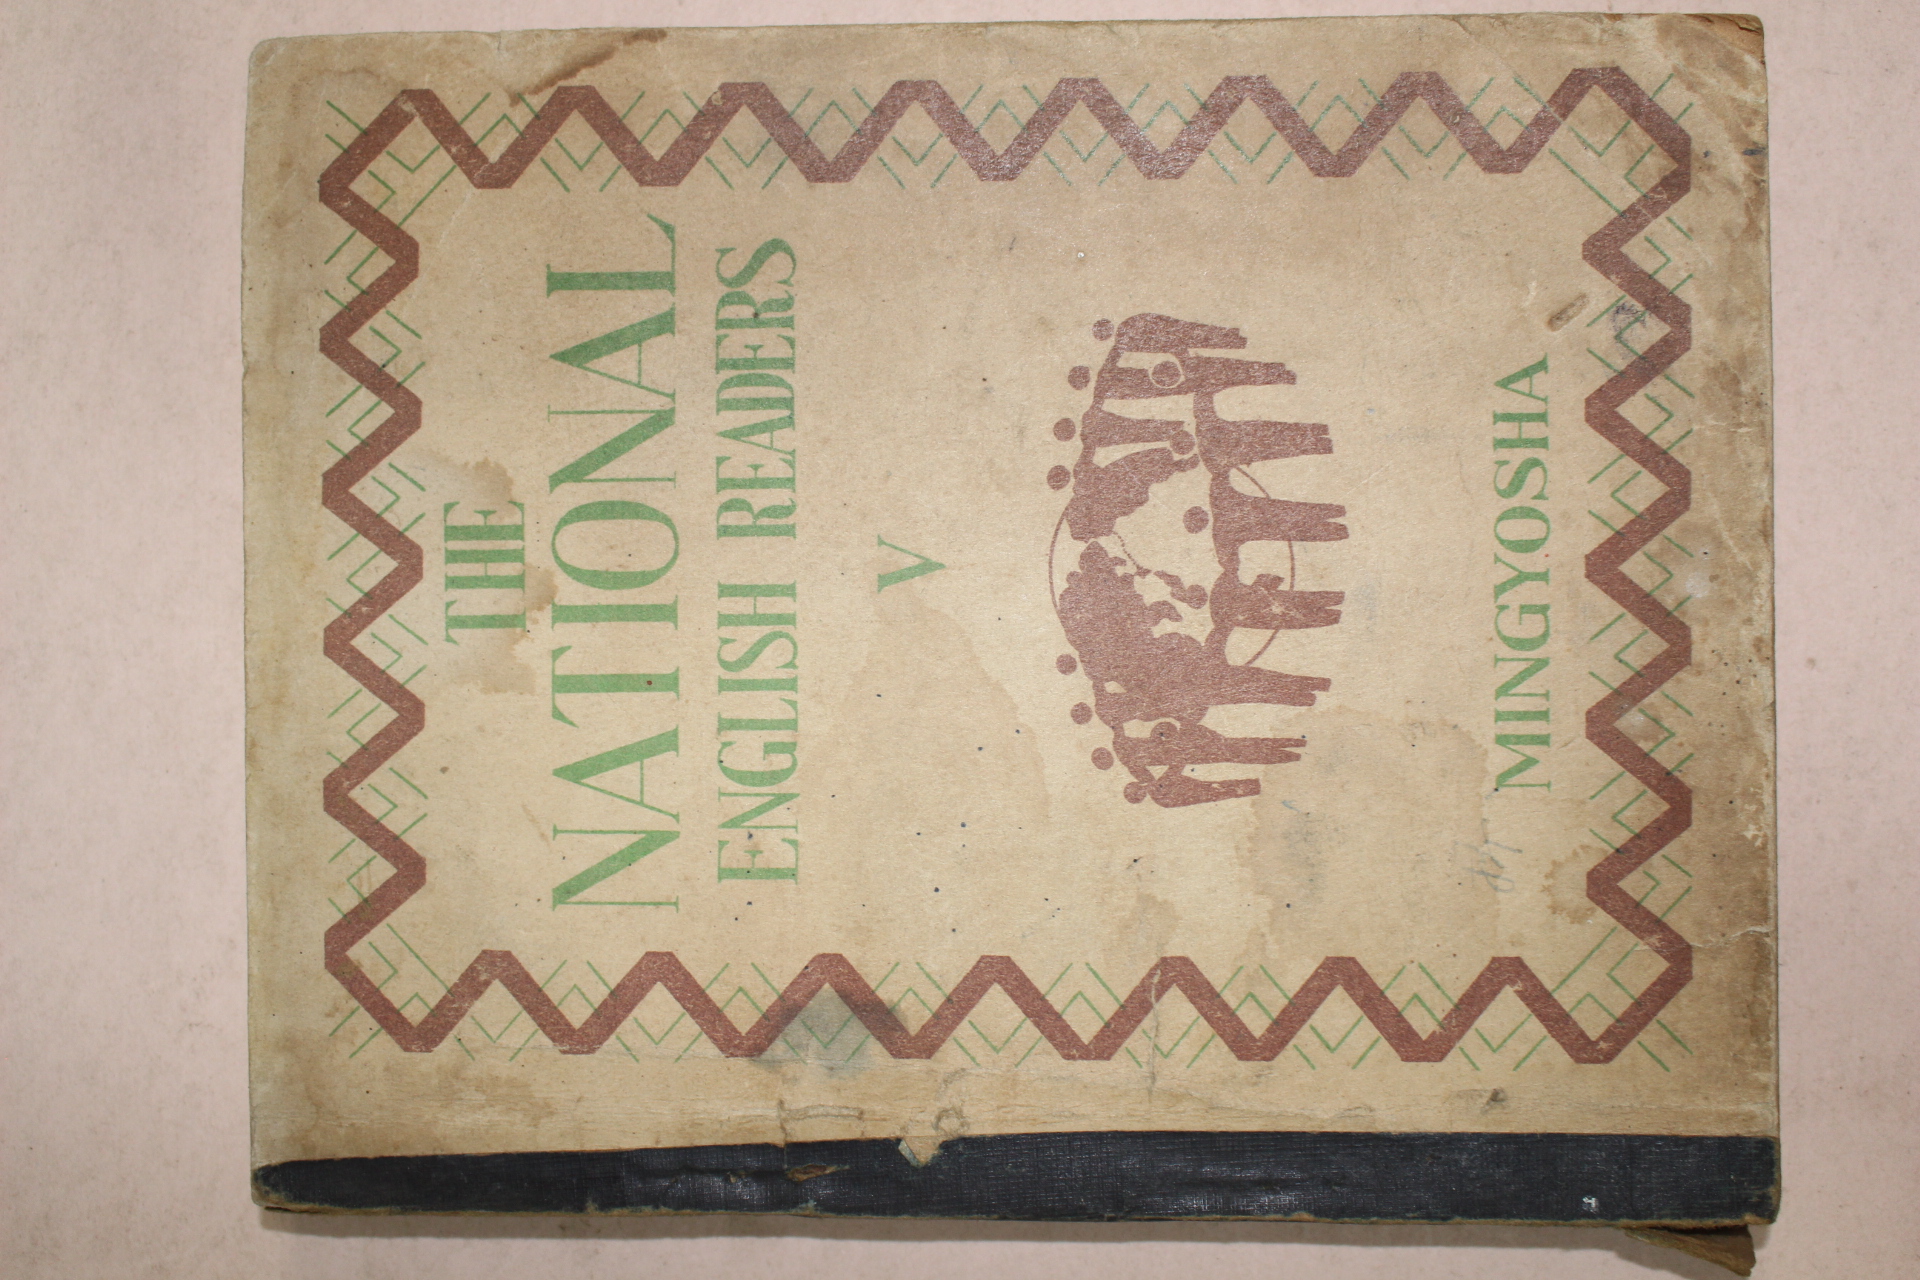 THE
NATIONAL
ENGLISH READERS
V
MINGYOSHA